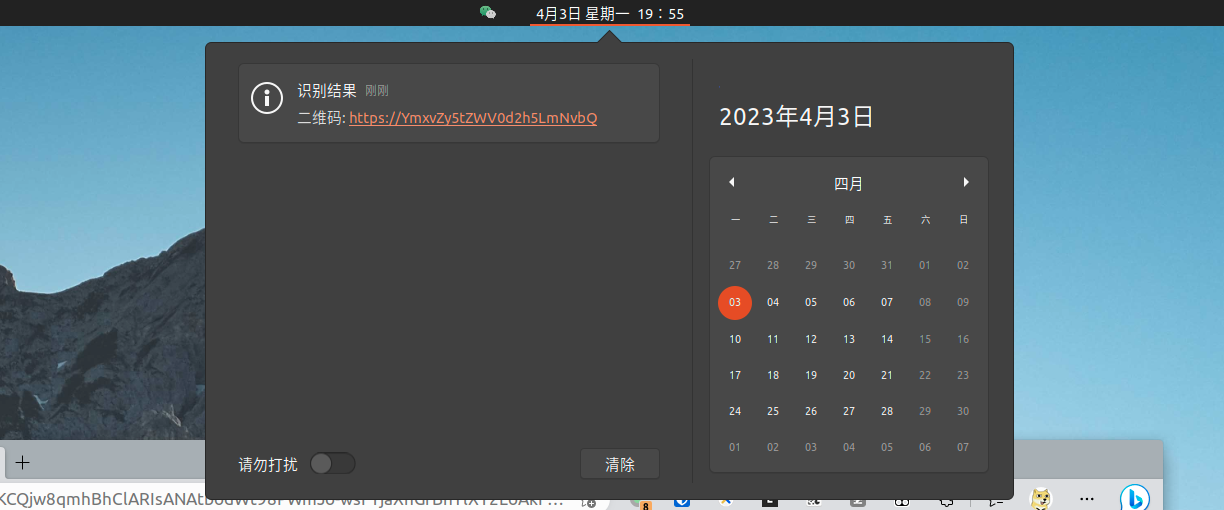 4月3日 星期一 19：55
识别结果 刚刚
二维码: https://YmxvZy5tZWV0d2h5LmNvbQ
请勿打扰
清除
2023年4月3日
四月
一 二 三 四 五 六 日
27 28 29 30 31 01 02
03 04 05 06 07 08 09
10 11 12 13 14 15 16
17 18 19 20 21 22 23
24 25 26 27 28 29 30
01 02 03 04 05 06 07
8